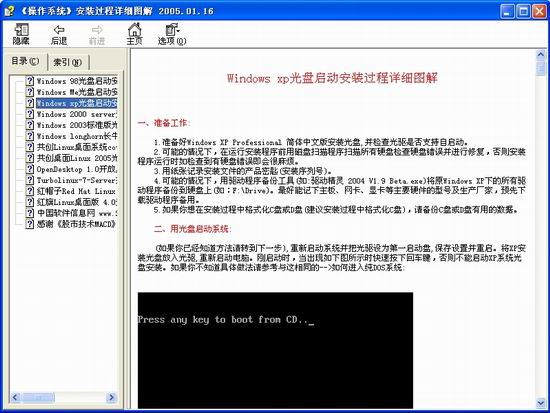 《操作系统》安装过程详细图解 2005.01.16
隐藏 后退 前进 主页 选项(O)
目录(C) 索引(N)
Windows 98光盘启动安
Windows Me光盘启动安
Windows xp光盘启动安
Windows 2000 server
Windows 2003标准版
Windows longhorn长牛
共创Linux桌面系统co
共创桌面Linux 2005光
OpenDesktop 1.0开放
Turbolinux-7-Server
红帽子Red Hat Linux
红旗Linux桌面版 4.0
中国软件信息网
感谢《股市技术MACD》
Windows xp光盘启动安装过程详细图解
一、准备工作:
1.准备好Windows XP Professional 简体中文版安装光盘,并检查光驱是否支持自启动。
2.可能的情况下，在运行安装程序前用磁盘扫描程序扫描所有硬盘检查硬盘错误并进行修复，否则安装
程序运行时如检查到有硬盘错误即会很麻烦。
3.用纸张记录安装文件的产品密匙(安装序列号)。
4.可能的情况下，用驱动程序备份工具(如:驱动精灵 2004 V1.9 Beta.exe)将原Windows XP下的所有驱
动程序备份到硬盘上(如∶F:\Drive)。最好能记下主板、网卡、显卡等主要硬件的型号及生产厂家，预先下
载驱动程序备用。
5.如果你想在安装过程中格式化C盘或D盘(建议安装过程中格式化C盘)，请备份C盘或D盘有用的数据。
二、用光盘启动系统:
(如果你已经知道方法请转到下一步),重新启动系统并把光驱设为第一启动盘,保存设置并重启。将XP安
装光盘放入光驱,重新启动电脑。刚启动时，当出现如下图所示时快速按下回车键，否则不能启动XP系统光
盘安装。如果你不知道具体做法请参考与这相同的-->如何进入纯DOS系统:
Press any key to boot from CD.._